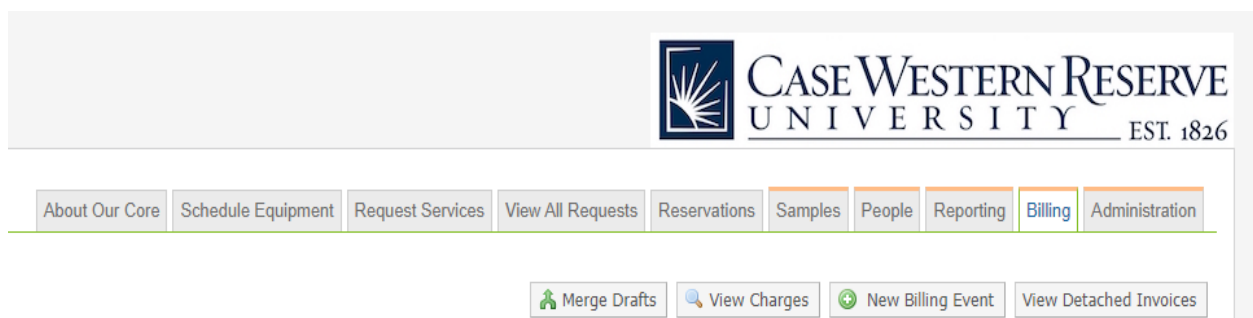 CASE WESTERN RESERVE
UNIVERSITY EST. 1826
About Our Core Schedule Equipment Request Services View All Requests Reservations Samples People Reporting Billing Administration
Merge Drafts View Charges New Billing Event View Detached Invoices